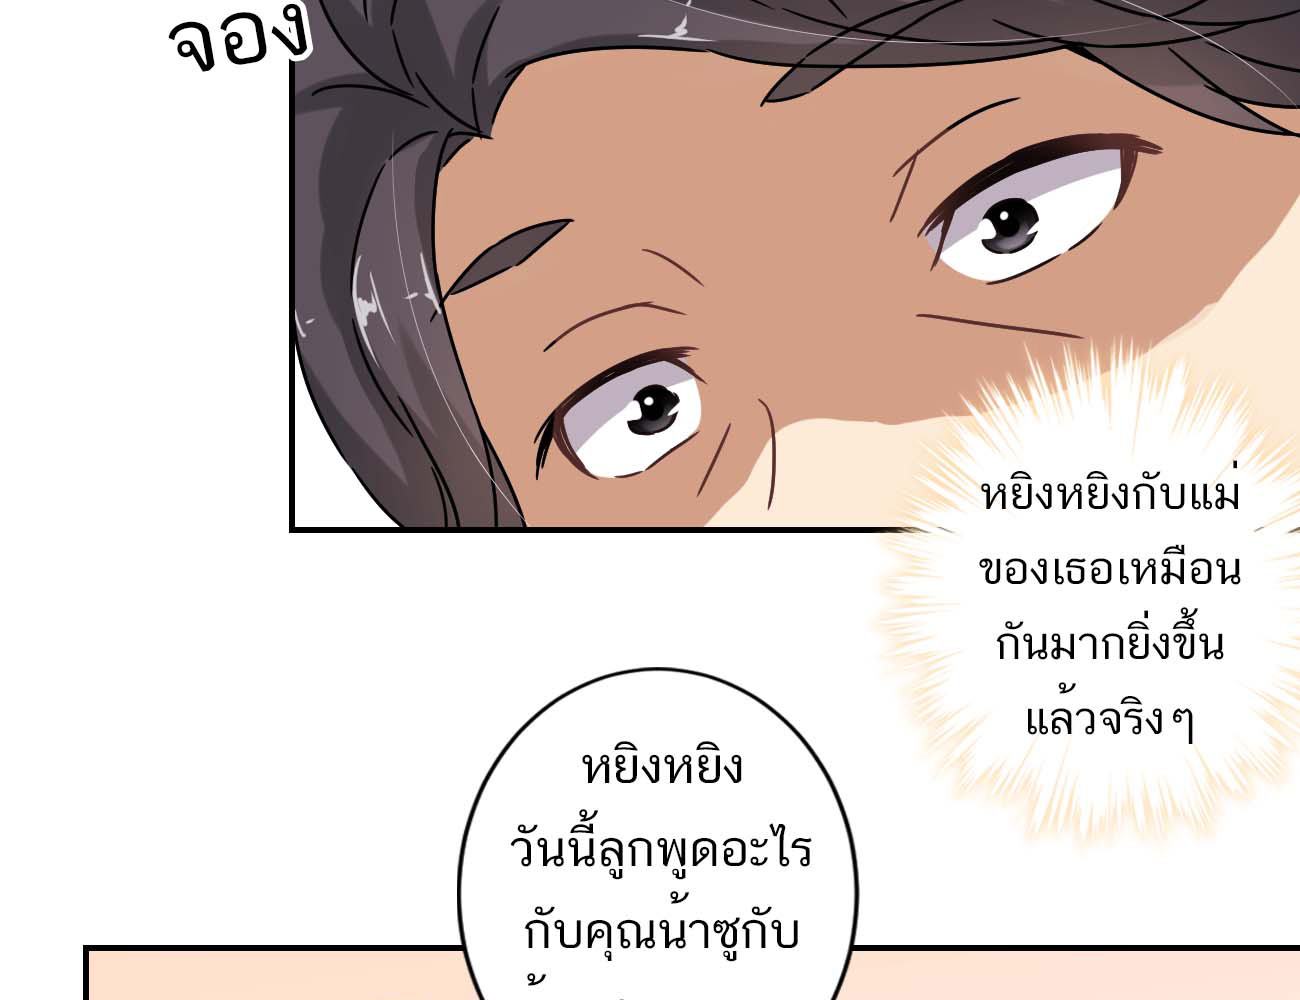 จอง
หยิงหยิงกับแม่
ของเธอเหมือน
กันมากยิ่งขึ้น
แล้วจริงๆ
หยิงหยิง
วันนี้ลูกพูดอะไร
กับคุณน้าซูกับ